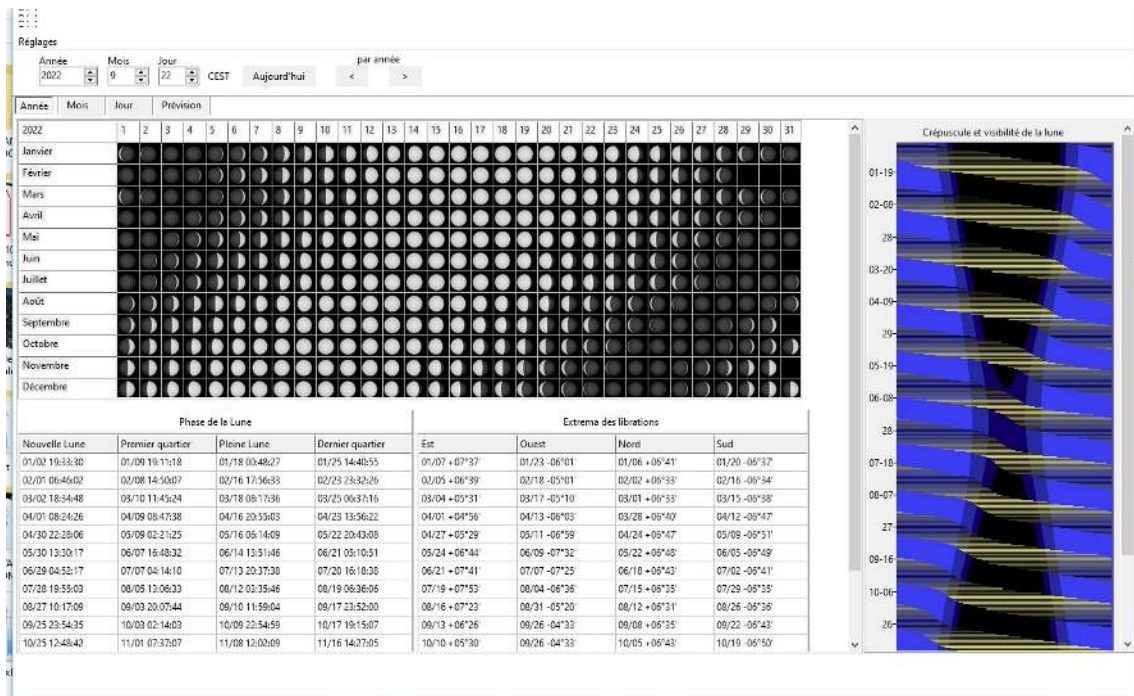 Réglages
Année Mois Jour par année
2022 9 22 CEST Aujourd'hui < >
Année Mois Jour Prévision
2022 1 2 3 4 5 6 7 8 9 10 11 12 13 14 15 16 17 18 19 20 21 22 23 24 25 26 27 28 29 30 31
Janvier
Février
Mars
Avril
Mai
Juin
Juillet
Août
Septembre
Octobre
Novembre
Décembre
Phase de la Lune Extrema des librations
Nouvelle Lune Premier quartier Pleine Lune Dernier quartier Est Ouest Nord Sud
01/02 19:33:30 01/09 19:11:18 01/18 00:48:27 01/25 14:40:55 01/07 +07°37' 01/23 -06°01' 01/06 +06°41' 01/20 -06°37'
02/01 06:46:02 02/08 14:50:07 02/16 17:56:33 02/23 23:32:26 02/05 +06°39' 02/18 -05°01' 02/02 +06°33' 02/16 -06°34'
03/02 18:34:48 03/10 11:45:24 03/18 08:17:36 03/25 06:37:16 03/04 +05°31' 03/17 -05°10' 03/01 +06°33' 03/15 -06°38'
04/01 08:24:26 04/09 08:47:38 04/16 20:55:03 04/23 13:56:22 04/01 +04°56' 04/13 -06°03' 03/28 +06°40' 04/12 -06°47'
04/30 22:28:06 05/09 02:21:25 05/16 06:14:09 05/22 20:43:08 04/27 +05°29' 05/11 -06°59' 04/24 +06°47' 05/09 -06°51'
05/30 13:30:17 06/07 16:48:32 06/14 13:51:46 06/21 05:10:51 05/24 +06°44' 06/09 -07°32' 05/22 +06°48' 06/05 -06°49'
06/29 04:52:17 07/07 04:14:10 07/13 20:37:38 07/20 16:18:38 06/21 +07°41' 07/07 -07°25' 06/18 +06°43' 07/02 -06°41'
07/28 19:55:03 08/05 13:06:33 08/12 03:35:46 08/19 06:36:06 07/19 +07°53' 08/04 -06°36' 07/15 +06°35' 07/29 -06°35'
08/27 10:17:09 09/03 20:07:44 09/10 11:59:04 09/17 23:52:00 08/16 +07°23' 08/31 -05°20' 08/12 +06°31' 08/26 -06°36'
09/25 23:54:35 10/03 02:14:03 10/09 22:54:59 10/17 19:15:07 09/13 +06°26' 09/26 -04°33' 09/08 +06°35' 09/22 -06°43'
10/25 12:48:42 11/01 07:37:07 11/08 12:02:09 11/16 14:27:05 10/10 +05°30' 09/26 -04°33' 10/05 +06°43' 10/19 -06°50'
Crépuscule et visibilité de la lune
01-19
02-08
28
03-20
04-09
29
05-19
06-08
28
07-18
08-07
27
09-16
10-06
26